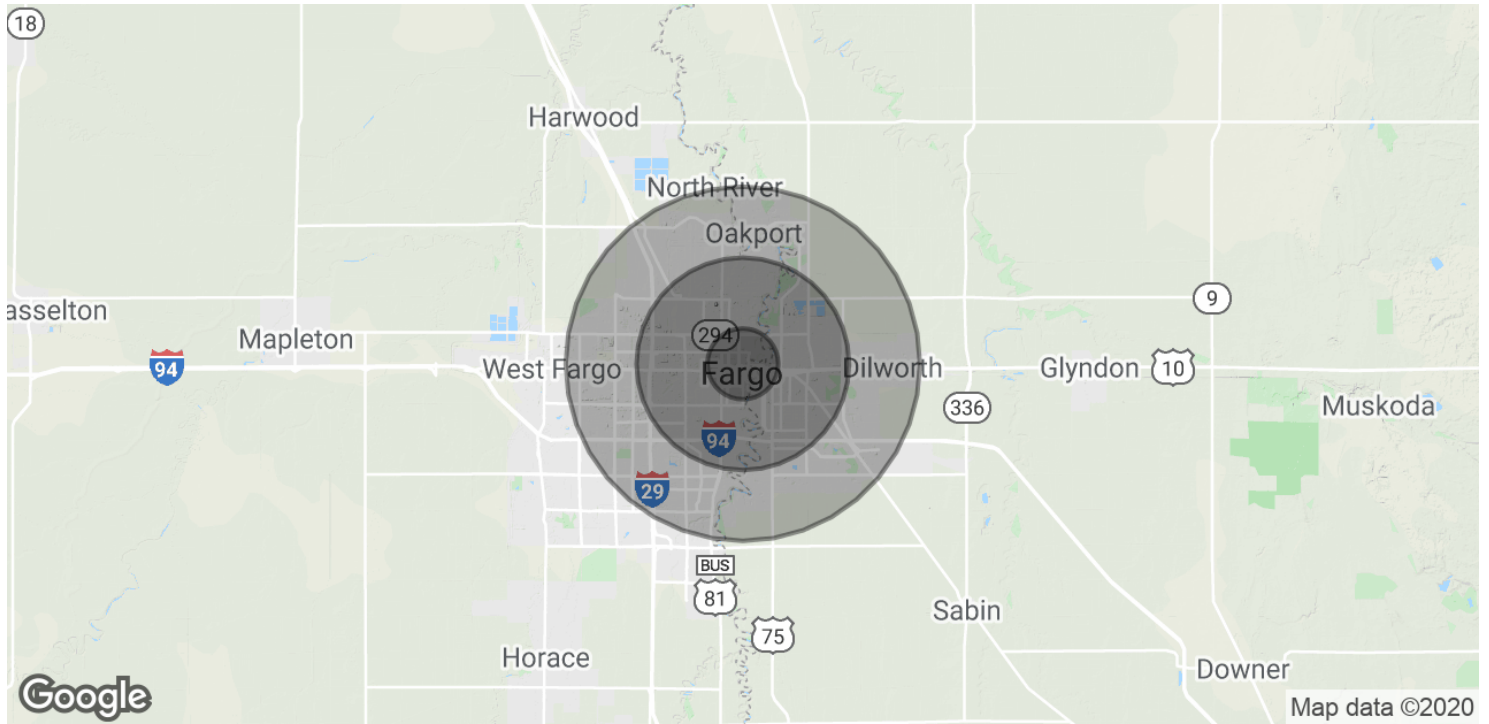 18
Harwood
North River
Oakport
9
asselton
294
Mapleton
94
West Fargo
Fargo
Dilworth
Glyndon
10
336
Muskoda
94
29
BUS
81
Sabin
75
Horace
Downer
Google
Map data ©2020